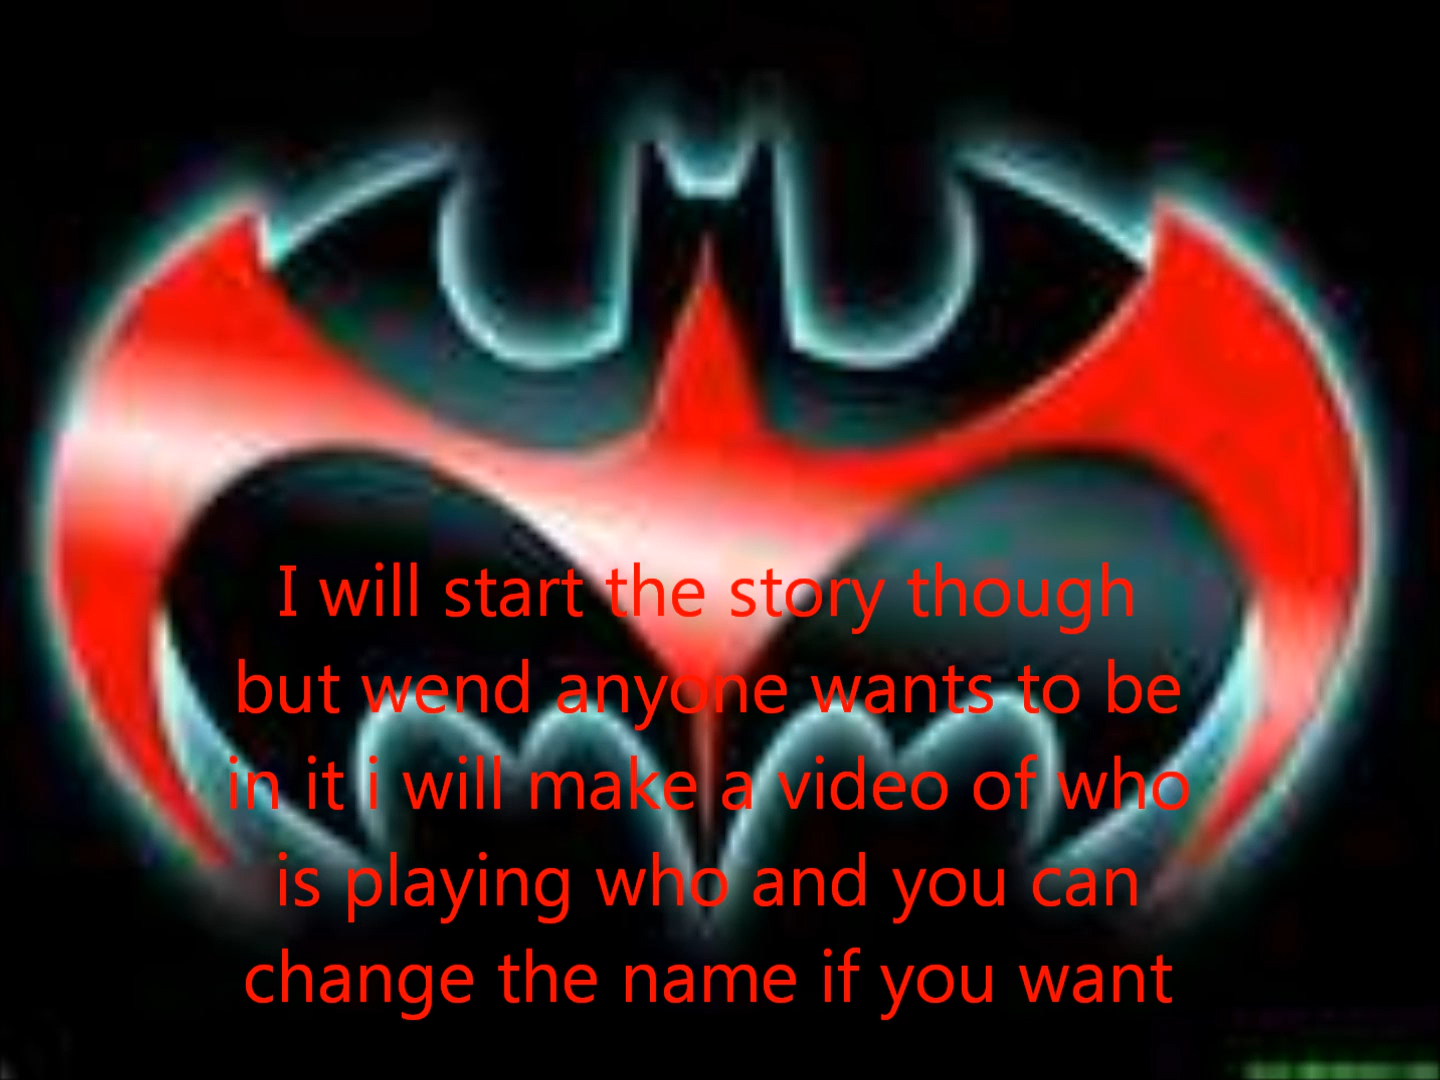 I will start the story though
but wend anyone wants to be
in it i will make a video of who
is playing who and you can
change the name if you want